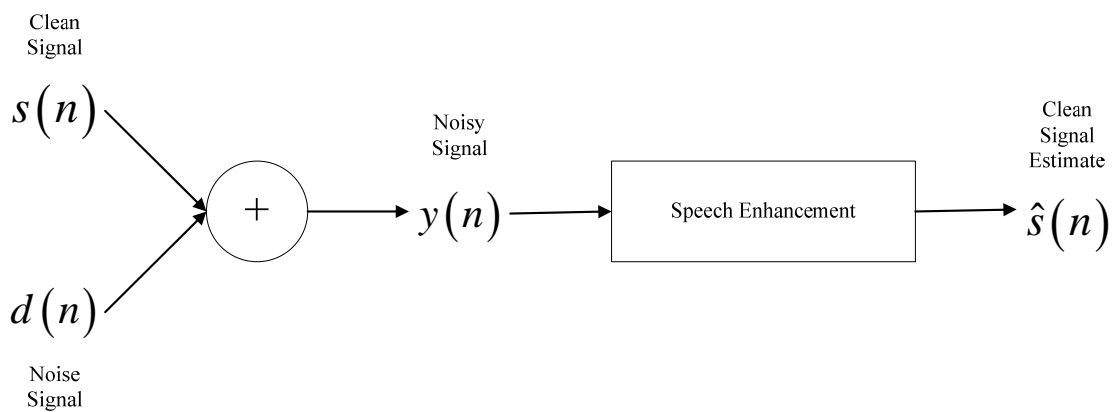 Clean
Signal
s(n)
d(n)
Noise
Signal
+
Noisy
Signal
y(n)
Speech Enhancement
Clean
Signal
Estimate
ŝ(n)